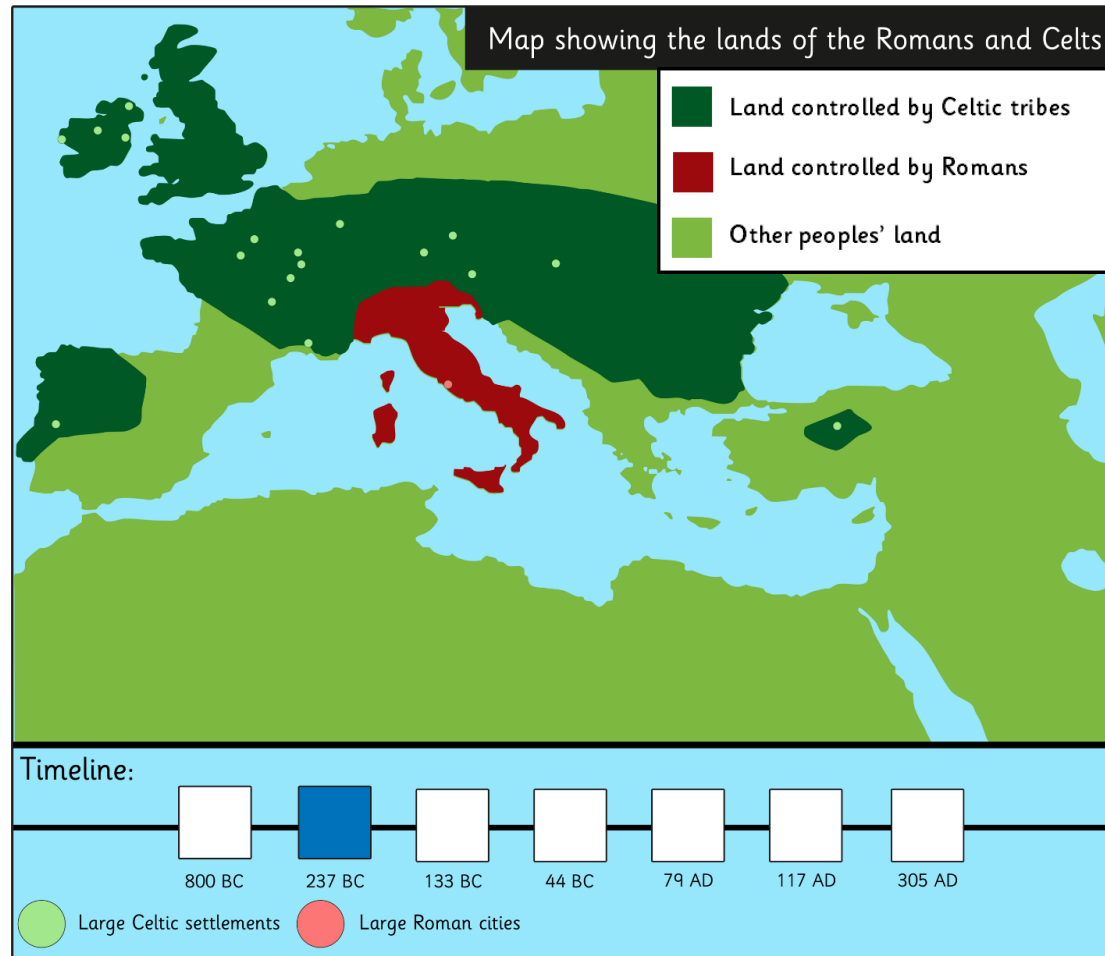 Map showing the lands of the Romans and Celts
Land controlled by Celtic tribes
Land controlled by Romans
Other peoples' land
Timeline:
800 BC
237 BC
133 BC
44 BC
79 AD
117 AD
305 AD
Large Celtic settlements
Large Roman cities